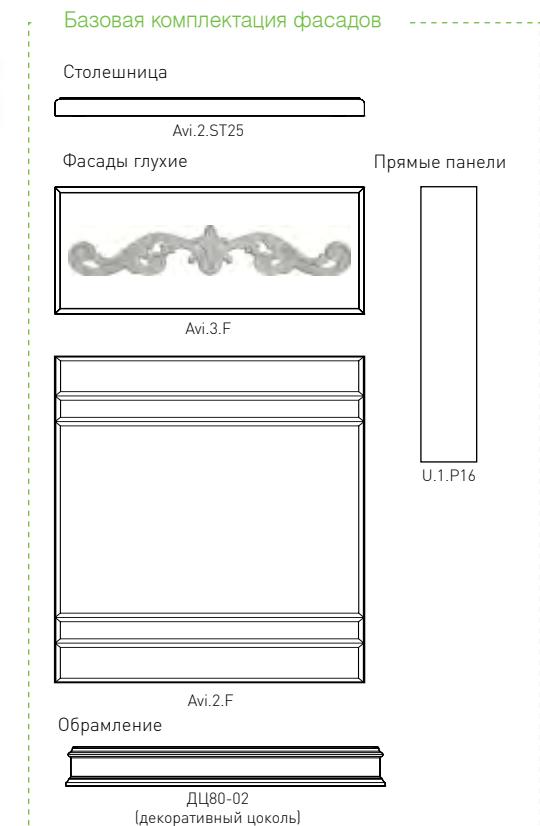 Базовая комплектация фасадов
Столешница
Avi.2.ST25
Фасады глухие
Прямые панели
Avi.3.F
U.1.P16
Avi.2.F
Обрамление
ДЦ80-02
(декоративный цоколь)